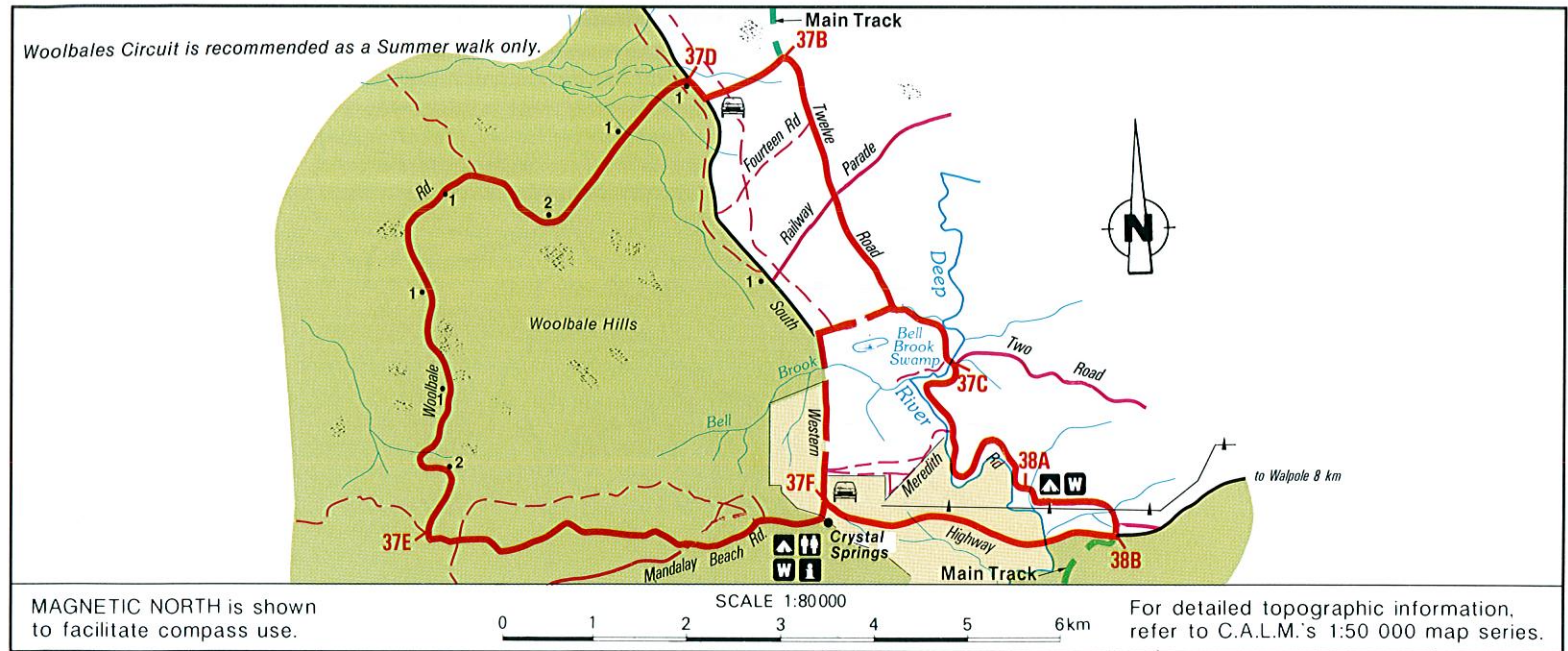 Woolbales Circuit is recommended as a Summer walk only.
Main Track
37B
37D
1
1
Twelve
Fourteen Rd
Parade
Rd.
1
2
Railway
Road
N
Deep
1
1
South
Woolbale Hills
Bell
Brook
Swamp
Two
Road
Brook
37C
River
Woolbale
1
Bell
Western
2
Meredith
Rd
38A
W
to Walpole 8 km
37F
37E
Mandalay Beach Rd.
Crystal
Springs
Highway
W i
Main Track
38B
MAGNETIC NORTH is shown
to facilitate compass use.
SCALE 1:80000
0 1 2 3 4 5 6km
For detailed topographic information,
refer to C.A.L.M.'s 1:50 000 map series.